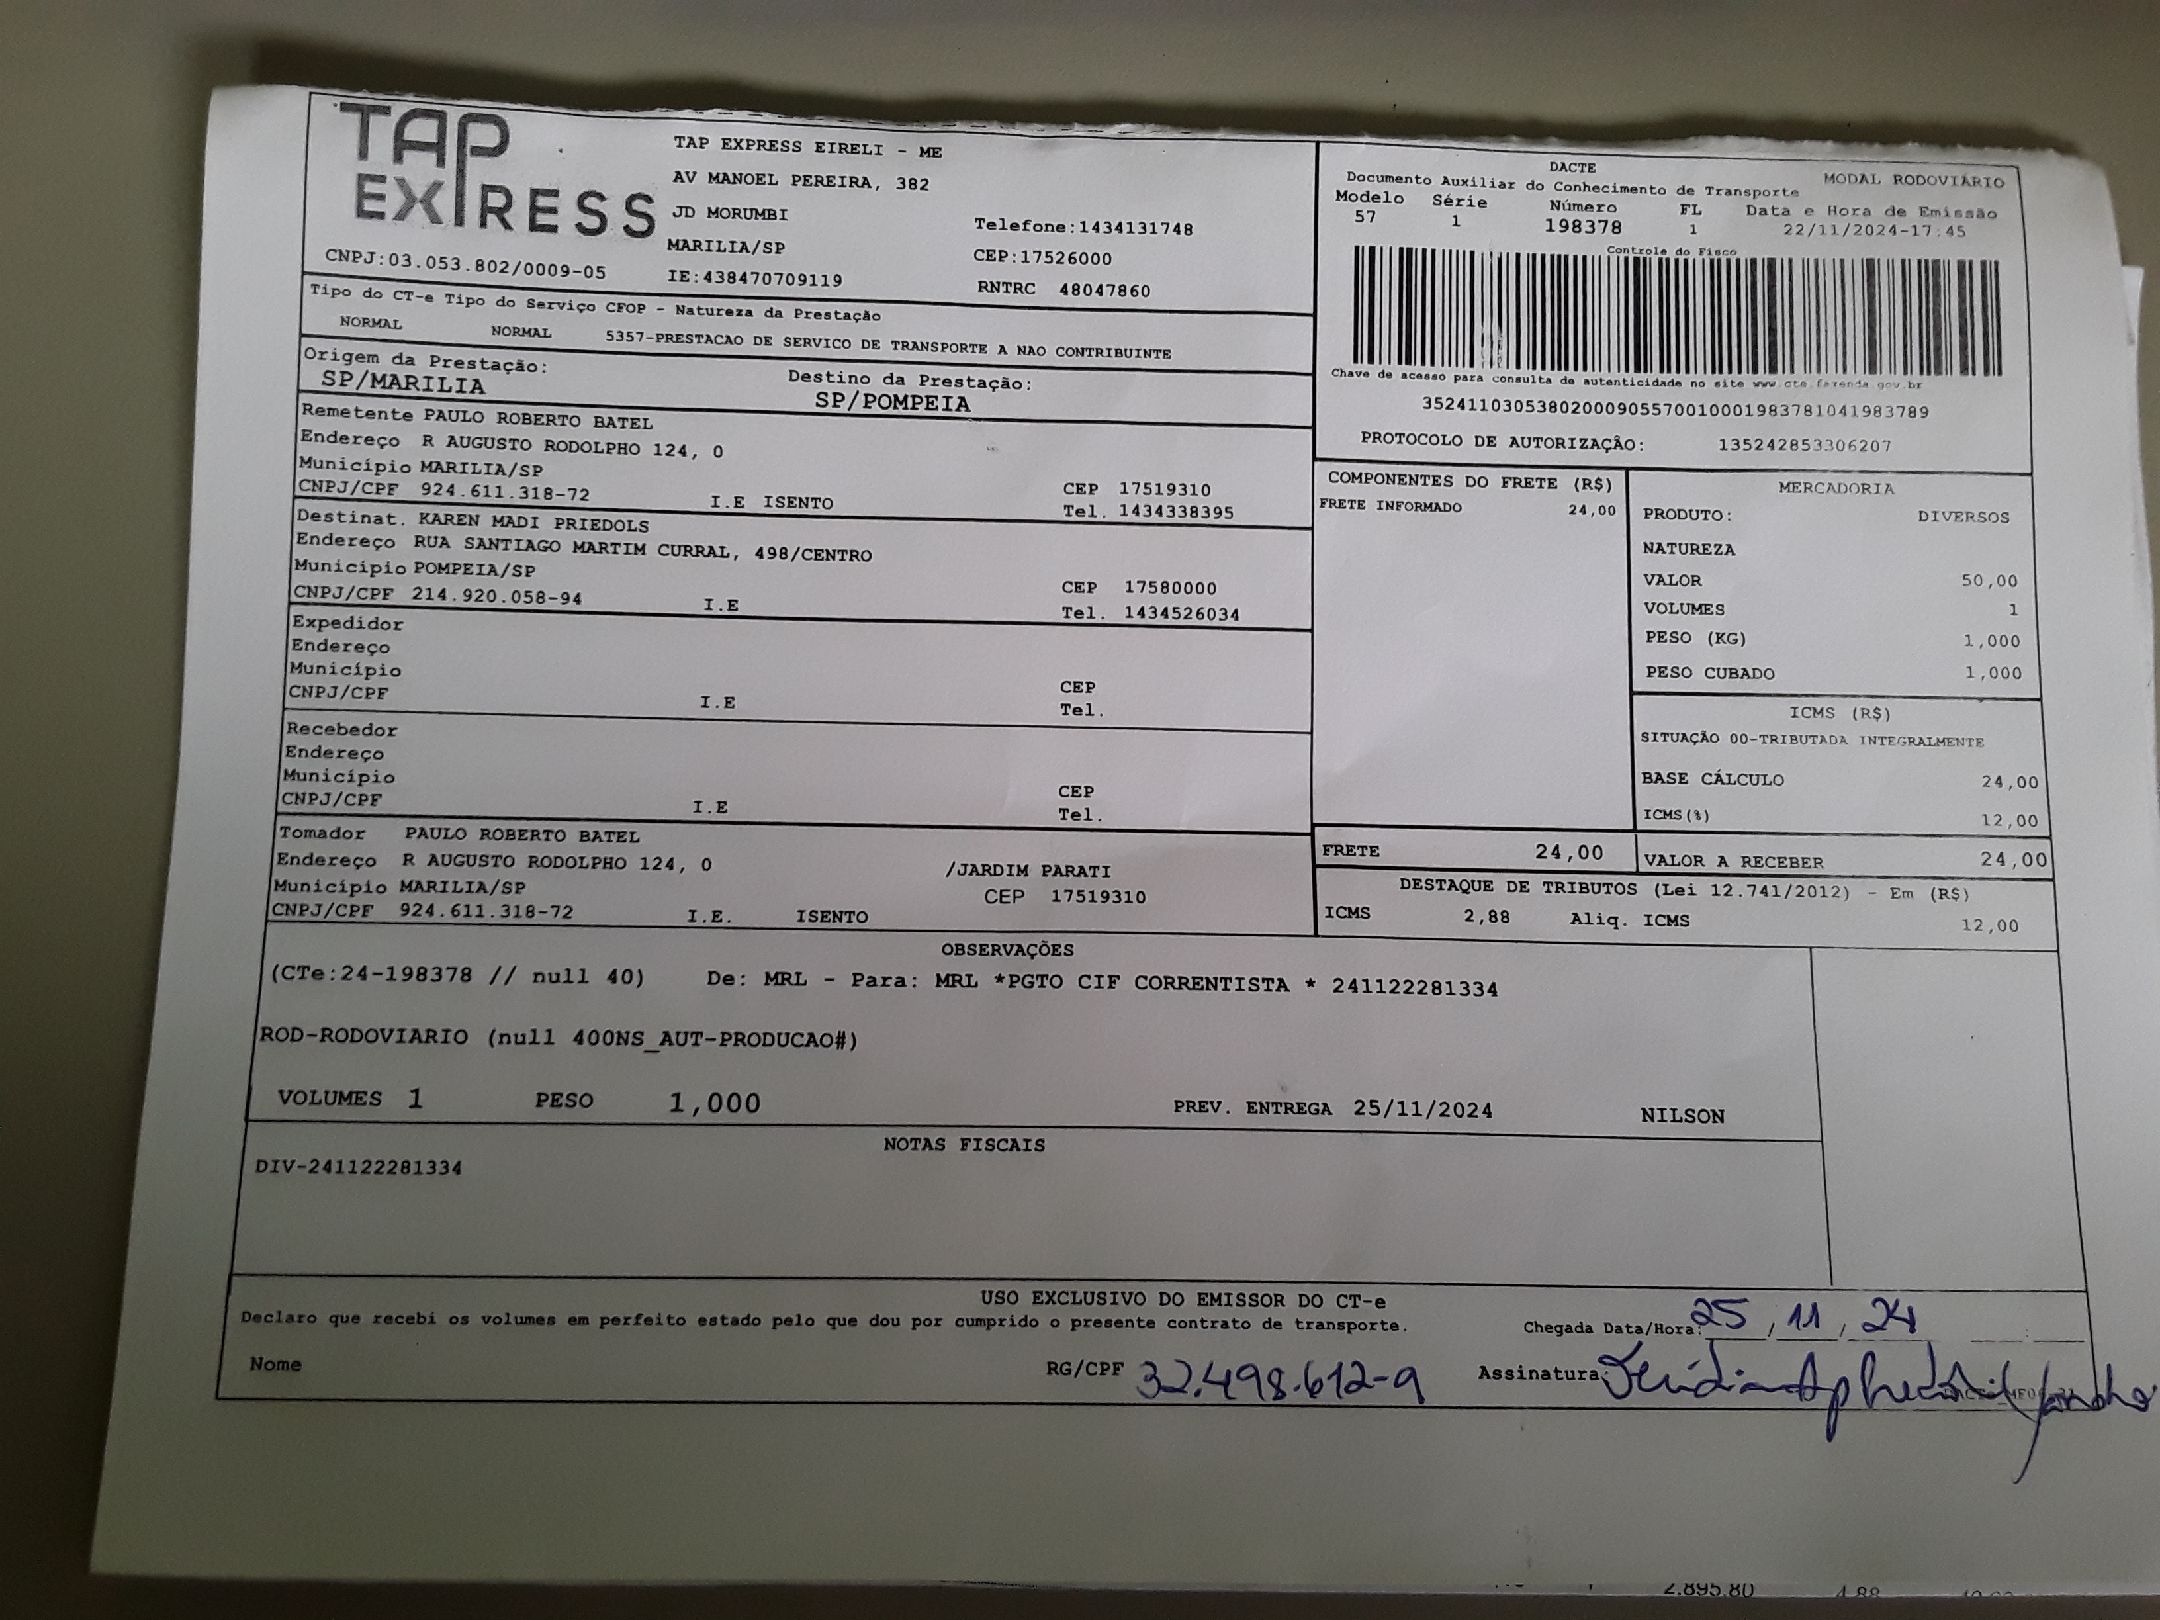 TAP EXPRESS
TAP EXPRESS EIRELI - ME
AV MANOEL PEREIRA, 382
JD MORUMBI Telefone:1434131748
MARILIA/SP CEP:17526000
CNPJ:03.053.802/0009-05 IE:438470709119 RNTRC 48047860
DACTE MODAL RODOVIARIO
Documento Auxiliar do Conhecimento de Transporte
Modelo Série Número FL Data e Hora de Emissão
57 1 198378 1 22/11/2024-17:45
Controle do Fisco
Chave de acesso para consulta de autenticidade no site www.cte.fazenda.gov.br
35241103053802000905570010001983781041983789
PROTOCOLO DE AUTORIZAÇÃO: 135242853306207
Tipo do CT-e Tipo do Serviço CFOP - Natureza da Prestação
NORMAL NORMAL 5357-PRESTACAO DE SERVICO DE TRANSPORTE A NAO CONTRIBUINTE
Origem da Prestação: Destino da Prestação:
SP/MARILIA SP/POMPEIA
Remetente PAULO ROBERTO BATEL
Endereço R AUGUSTO RODOLPHO 124, 0
Município MARILIA/SP CEP 17519310
CNPJ/CPF 924.611.318-72 I.E ISENTO Tel. 1434338395
Destinat. KAREN MADI PRIEDOLS
Endereço RUA SANTIAGO MARTIM CURRAL, 498/CENTRO
Município POMPEIA/SP CEP 17580000
CNPJ/CPF 214.920.058-94 I.E Tel. 1434526034
Expedidor
Endereço
Município CEP
CNPJ/CPF I.E Tel.
Recebedor
Endereço
Município CEP
CNPJ/CPF I.E Tel.
Tomador PAULO ROBERTO BATEL
Endereço R AUGUSTO RODOLPHO 124, 0 /JARDIM PARATI
Município MARILIA/SP CEP 17519310
CNPJ/CPF 924.611.318-72 I.E. ISENTO
COMPONENTES DO FRETE (R$)
FRETE INFORMADO 24,00
MERCADORIA
PRODUTO: DIVERSOS
NATUREZA
VALOR 50,00
VOLUMES 1
PESO (KG) 1,000
PESO CUBADO 1,000
ICMS (R$)
SITUAÇÃO 00-TRIBUTADA INTEGRALMENTE
BASE CÁLCULO 24,00
ICMS(%) 12,00
FRETE 24,00 VALOR A RECEBER 24,00
DESTAQUE DE TRIBUTOS (Lei 12.741/2012) - Em (R$)
ICMS 2,88 Aliq. ICMS 12,00
OBSERVAÇÕES
(CTe:24-198378 // null 40) De: MRL - Para: MRL *PGTO CIF CORRENTISTA * 241122281334
ROD-RODOVIARIO (null 400NS_AUT-PRODUCAO#)
VOLUMES 1 PESO 1,000 PREV. ENTREGA 25/11/2024 NILSON
NOTAS FISCAIS
DIV-241122281334
USO EXCLUSIVO DO EMISSOR DO CT-e
Declaro que recebi os volumes em perfeito estado pelo que dou por cumprido o presente contrato de transporte. Chegada Data/Hora: 25/11/24 :
Nome RG/CPF 32.498.612-9 Assinatura:
2.895,80 4,88